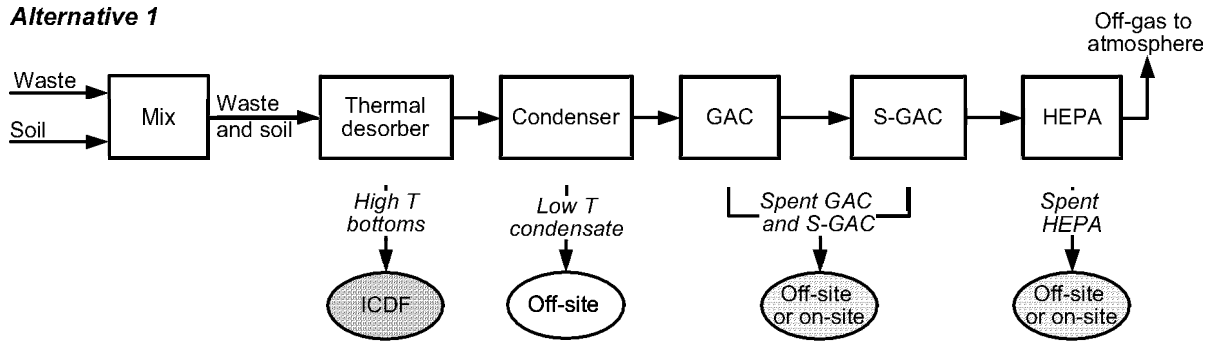 Alternative 1
Off-gas to
atmosphere
Waste
Soil
Mix
Waste
and soil
Thermal
desorber
Condenser
GAC
S-GAC
HEPA
High T
bottoms
Low T
condensate
Spent GAC
and S-GAC
Spent
HEPA
ICDF
Off-site
Off-site
or on-site
Off-site
or on-site